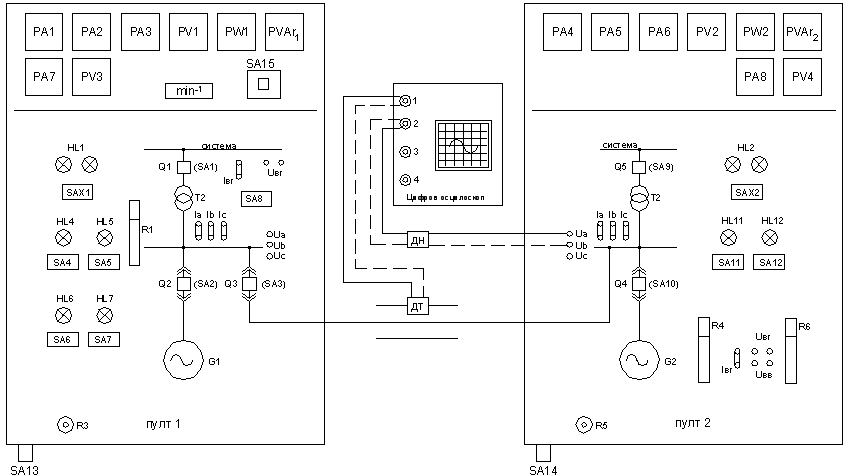 PA1 PA2 PA3 PV1 PW1 PVAr1
PA7 PV3 min-1 SA15
HL1
SAX1
система
Q1 (SA1) Iвг Uвг
T2 SA8
HL4 HL5 R1 Ia Ib Ic
SA4 SA5
Ua
Ub
Uc
Q2 (SA2) Q3 (SA3)
HL6 HL7
SA6 SA7
G1
R3 пулт 1
SA13
1
2
3
4
Цифров осцилоскоп
ДН
ДТ
PA4 PA5 PA6 PV2 PW2 PVAr2
PA8 PV4
система HL2
Q5 (SA9)
SAX2
T2
Ia Ib Ic HL11 HL12
Ua
Ub
Uc
SA11 SA12
Q4 (SA10)
R4 R6
Uвг
Iвг
Uвв
G2
R5 пулт 2
SA14